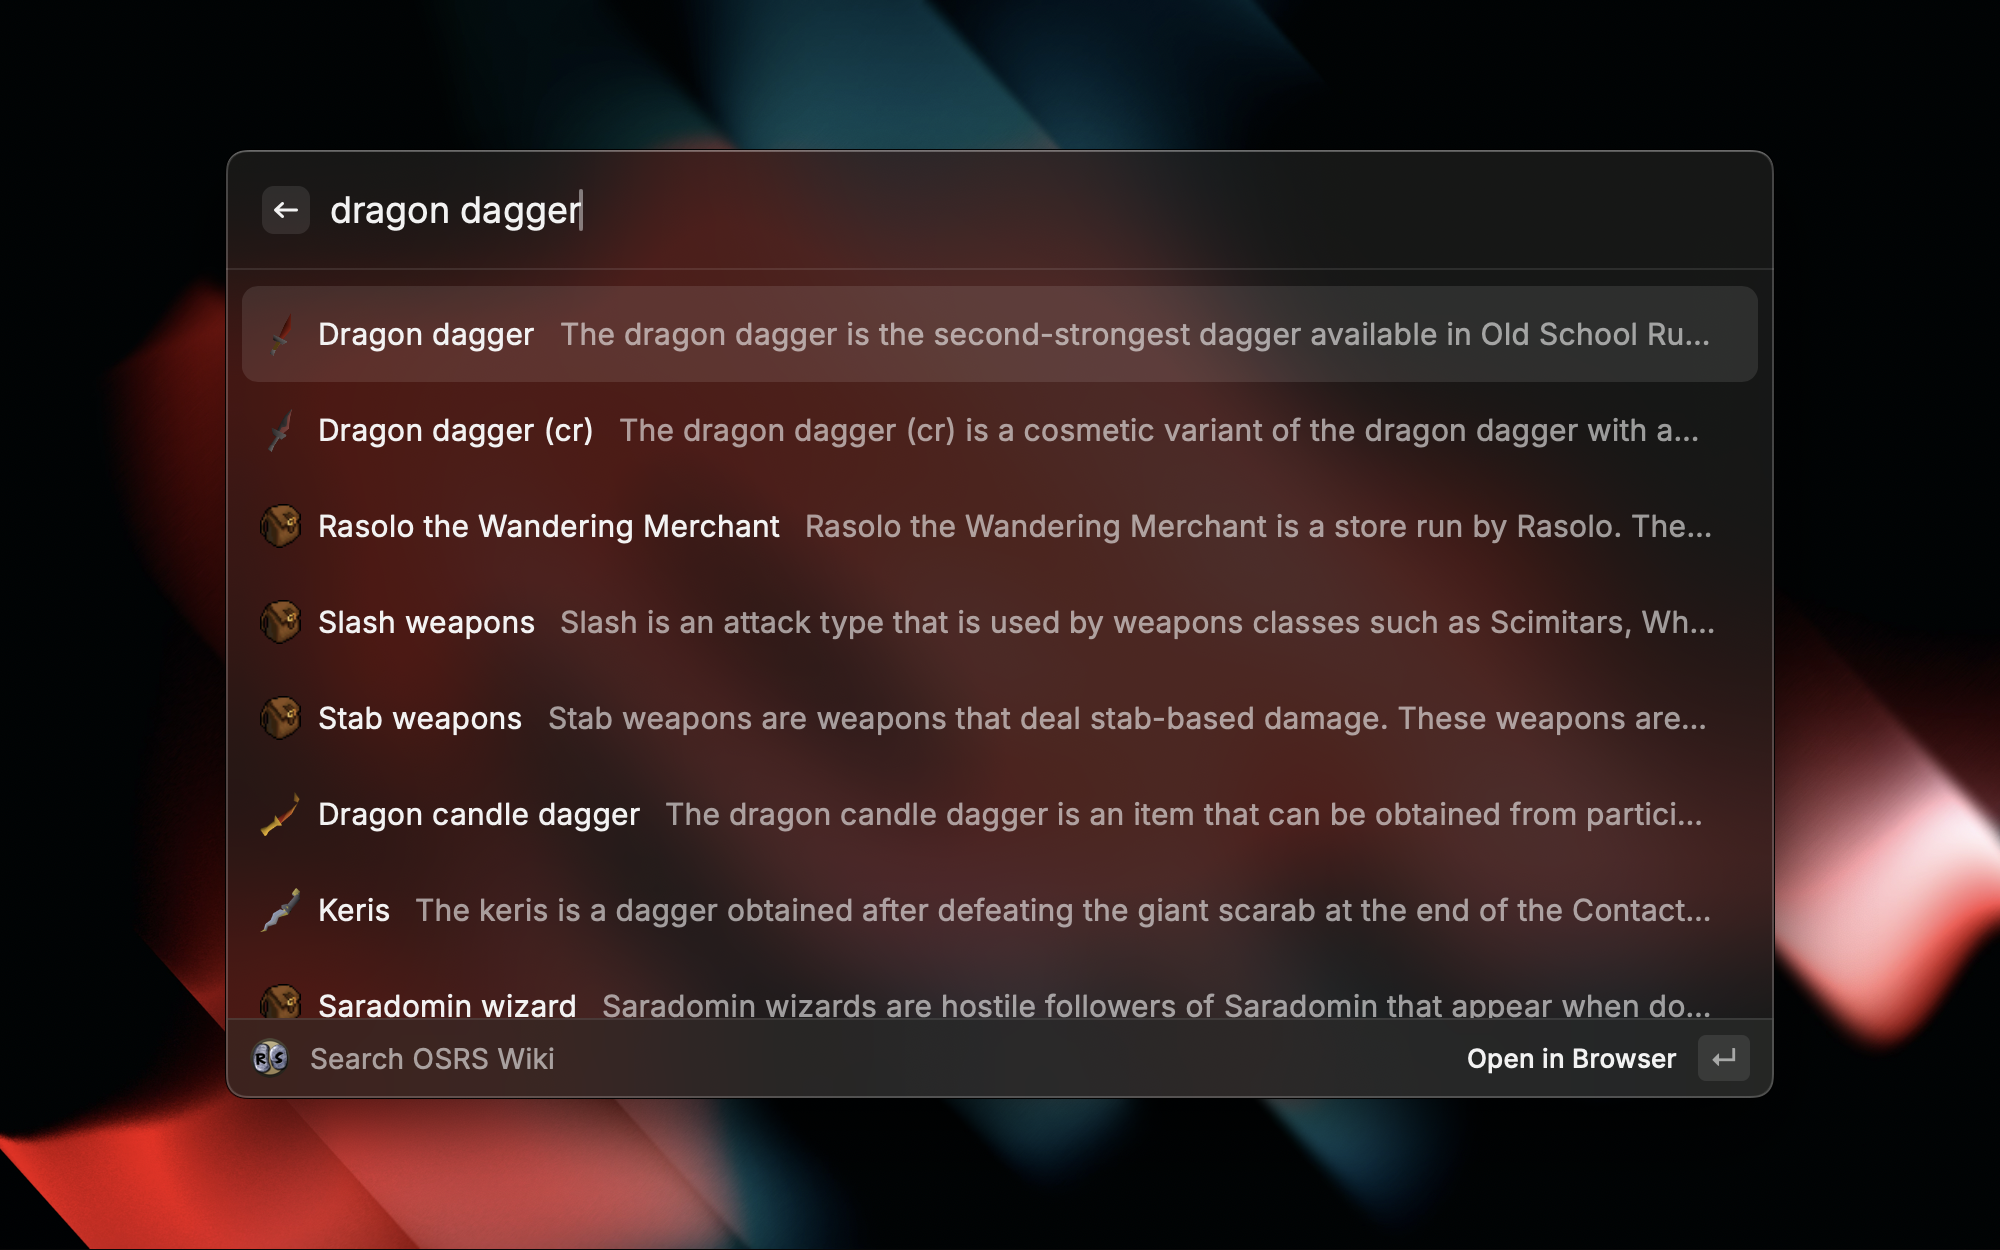 dragon dagger
Dragon dagger The dragon dagger is the second-strongest dagger available in Old School Ru...
Dragon dagger (cr) The dragon dagger (cr) is a cosmetic variant of the dragon dagger with a...
Rasolo the Wandering Merchant Rasolo the Wandering Merchant is a store run by Rasolo. The...
Slash weapons Slash is an attack type that is used by weapons classes such as Scimitars, Wh...
Stab weapons Stab weapons are weapons that deal stab-based damage. These weapons are...
Dragon candle dagger The dragon candle dagger is an item that can be obtained from partici...
Keris The keris is a dagger obtained after defeating the giant scarab at the end of the Contact...
Saradomin wizard Saradomin wizards are hostile followers of Saradomin that appear when do...
RS Search OSRS Wiki Open in Browser